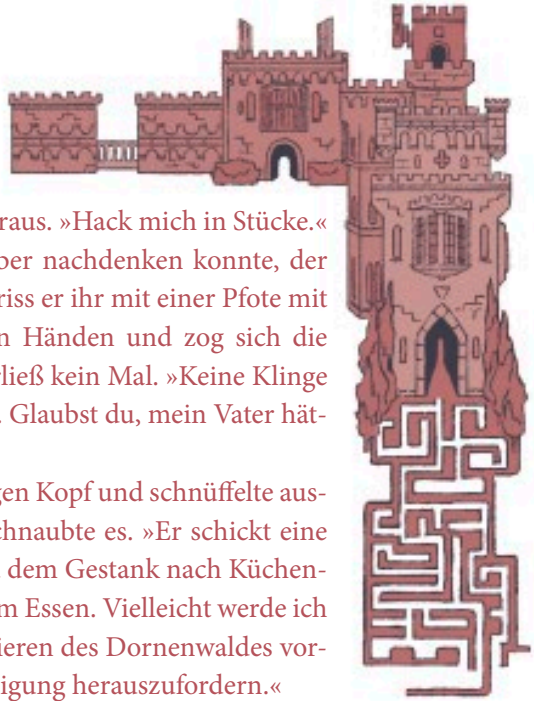 raus. »Hack mich in Stücke.«
ber nachdenken konnte, der
riss er ihr mit einer Pfote mit
n Händen und zog sich die
rließ kein Mal. »Keine Klinge
. Glaubst du, mein Vater hät-
gen Kopf und schnüffelte aus-
chnaubte es. »Er schickt eine
dem Gestank nach Küchen-
m Essen. Vielleicht werde ich
ieren des Dornenwaldes vor-
igung herauszufordern.«